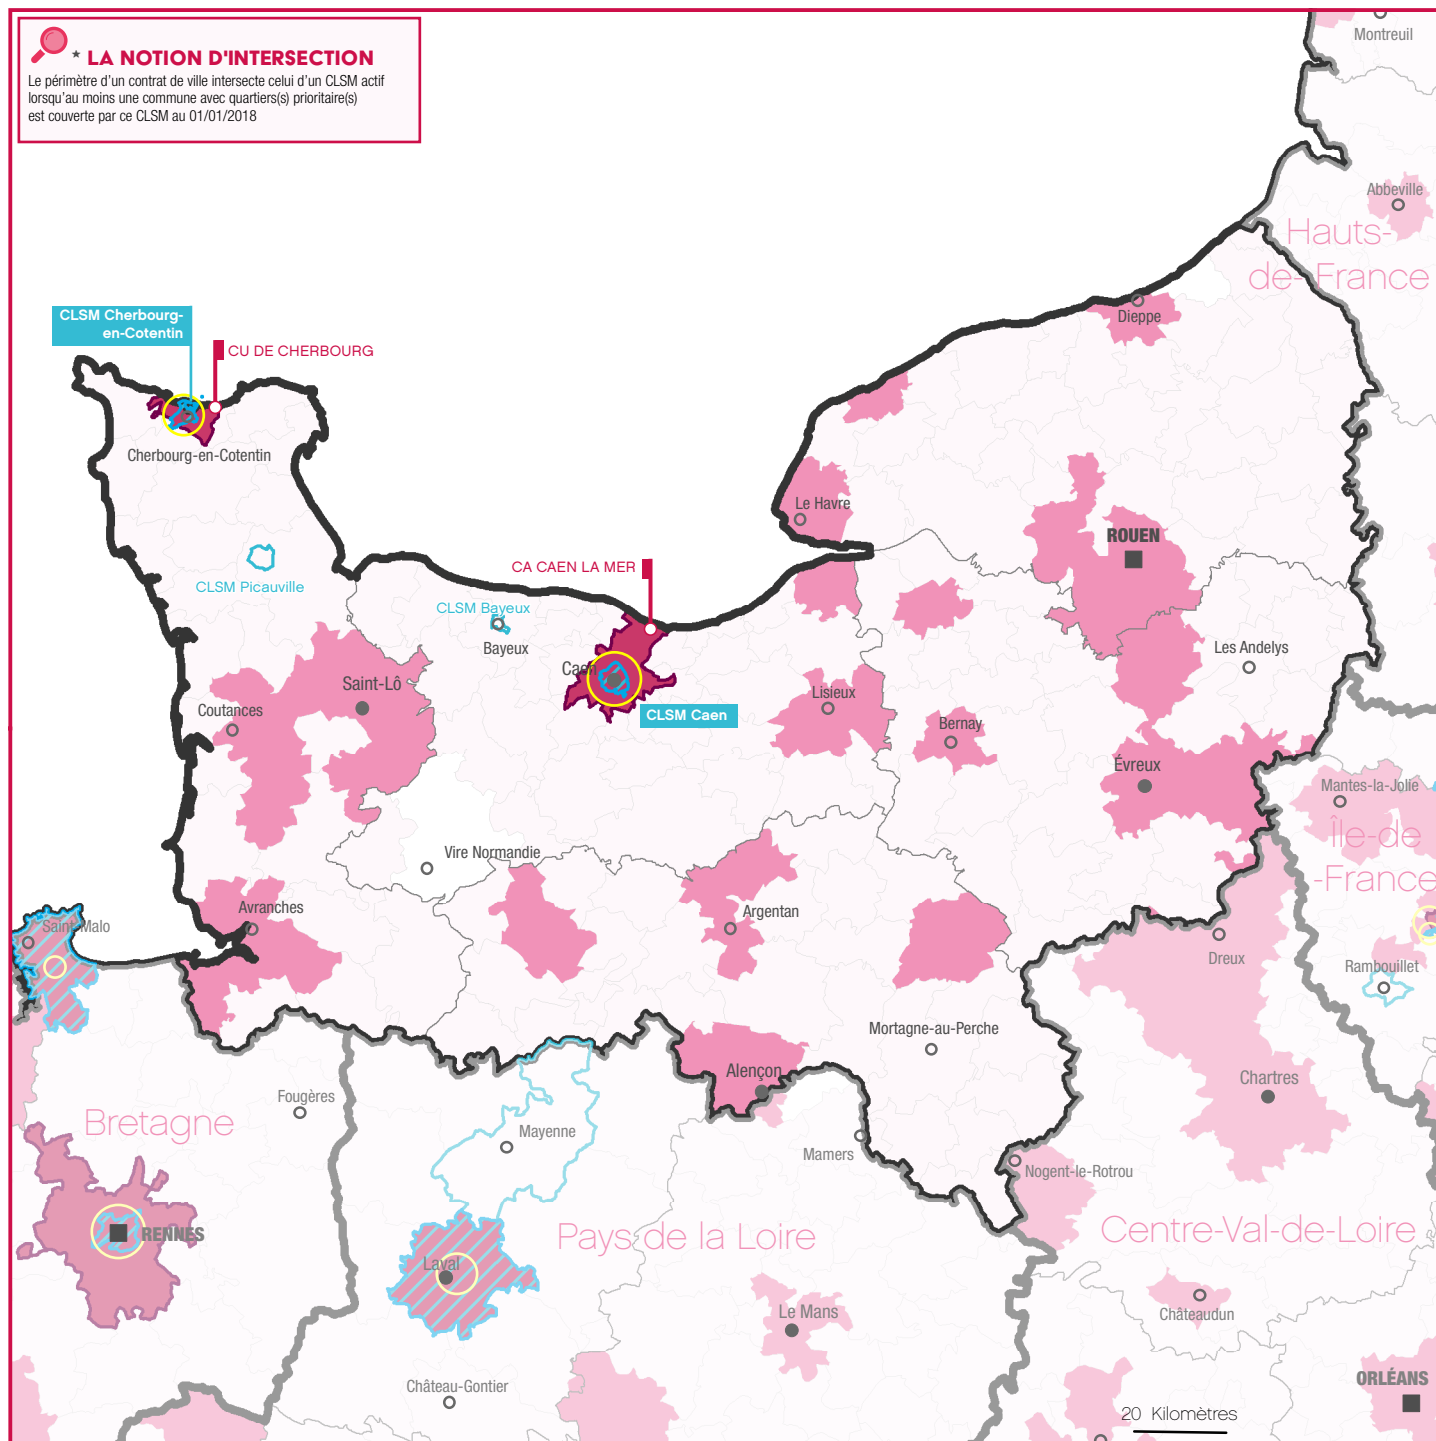 * LA NOTION D'INTERSECTION
Le périmètre d'un contrat de ville intersecte celui d'un CLSM actif
lorsqu'au moins une commune avec quartiers(s) prioritaire(s)
est couverte par ce CLSM au 01/01/2018
Montreuil
Abbeville
Hauts-
de-France
Dieppe
CLSM Cherbourg-
en-Cotentin
CU DE CHERBOURG
Cherbourg-en-Cotentin
Le Havre
ROUEN
CLSM Picauville
CA CAEN LA MER
CLSM Bayeux
Bayeux
Caen
CLSM Caen
Les Andelys
Saint-Lô
Coutances
Lisieux
Bernay
Évreux
Mantes-la-Jolie
Île-de
-France
Vire Normandie
Avranches
Argentan
Saint-Malo
Dreux
Rambouillet
Mortagne-au-Perche
Alençon
Chartres
Fougères
Bretagne
Mayenne
Mamers
Nogent-le-Rotrou
RENNES
Pays de la Loire
Centre-Val-de-Loire
Laval
Le Mans
Châteaudun
Château-Gontier
ORLÉANS
20 Kilomètres